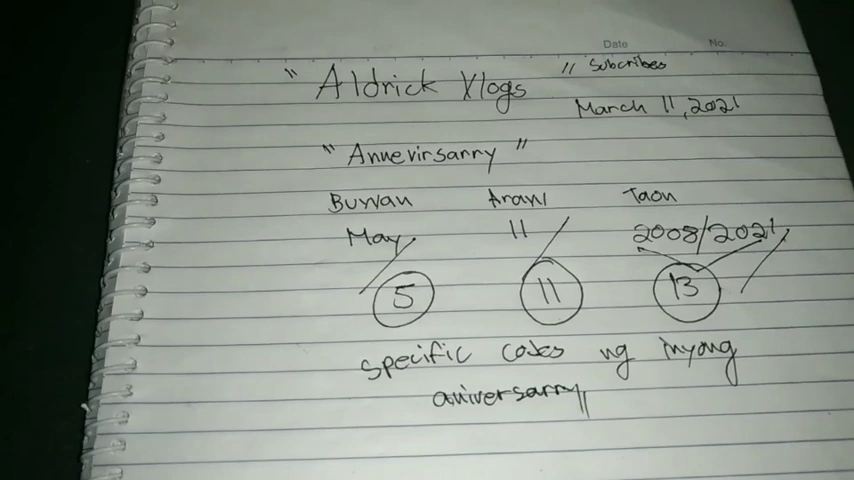 Date No.
"Aldrick Vlogs " Subcribes
March 11, 2021
"Annevirsarry"
Buwan Araw Taon
May 11 2008/2021
5 11 13
specific codes ng inyong
aniversarry